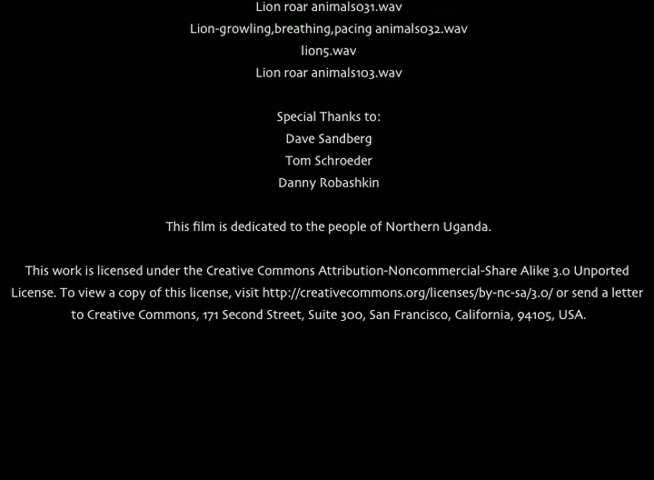 Lion roar animals031.wav
Lion-growling,breathing,pacing animals032.wav
lion5.wav
Lion roar animals103.wav
Special Thanks to:
Dave Sandberg
Tom Schroeder
Danny Robashkin
This film is dedicated to the people of Northern Uganda.
This work is licensed under the Creative Commons Attribution-Noncommercial-Share Alike 3.0 Unported
License. To view a copy of this license, visit http://creativecommons.org/licenses/by-nc-sa/3.0/ or send a letter
to Creative Commons, 171 Second Street, Suite 300, San Francisco, California, 94105, USA.